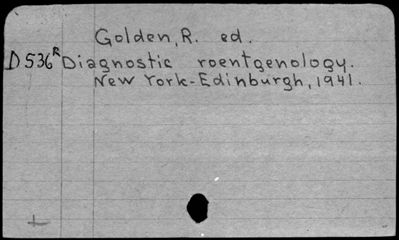 Golden, R. ed.
D536R Diagnostic roentgenology.
New York-Edinburgh, 1941.